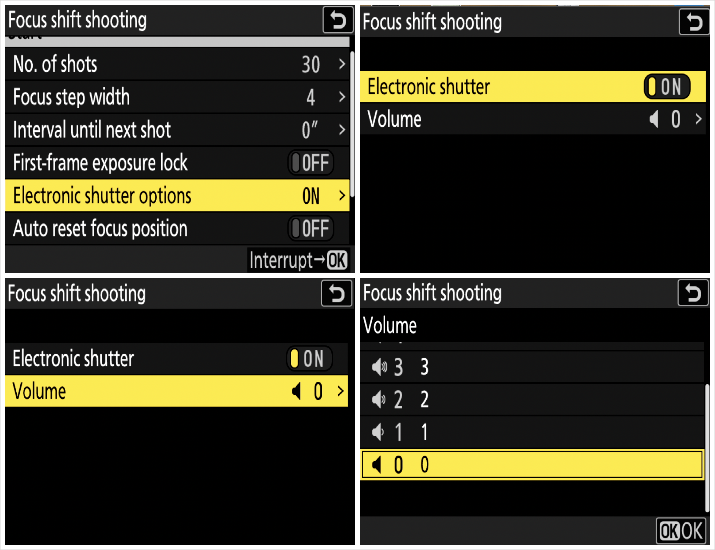 Focus shift shooting
Start
No. of shots 30 >
Focus step width 4 >
Interval until next shot 0″ >
First-frame exposure lock OFF
Electronic shutter options ON >
Auto reset focus position OFF
Interrupt→OK
Focus shift shooting
Electronic shutter ON
Volume 0 >
Focus shift shooting
Electronic shutter ON
Volume 0 >
Focus shift shooting
Volume
3 3
2 2
1 1
0 0
OK OK